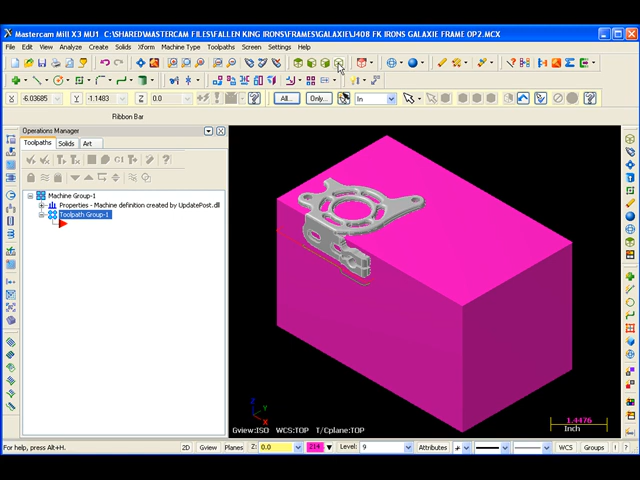 Mastercam Mill X3 MU1 C:\SHARED\MASTERCAM FILES\FALLEN KING IRONS\FRAMES\GALAXIE\J408 FK IRONS GALAXIE FRAME OP2.MCX
File Edit View Analyze Create Solids Xform Machine Type Toolpaths Screen Settings Help
X -6.03685 Y -1.1483 Z 0.0 All... Only... In
Ribbon Bar
Operations Manager
Toolpaths Solids Art
Machine Group-1
Properties - Machine definition created by UpdatePost.dll
Toolpath Group-1
Gview:ISO WCS:TOP T/Cplane:TOP
1.4476
Inch
For help, press Alt+H. 2D Gview Planes Z 0.0 214 Level: 9 Attributes WCS Groups